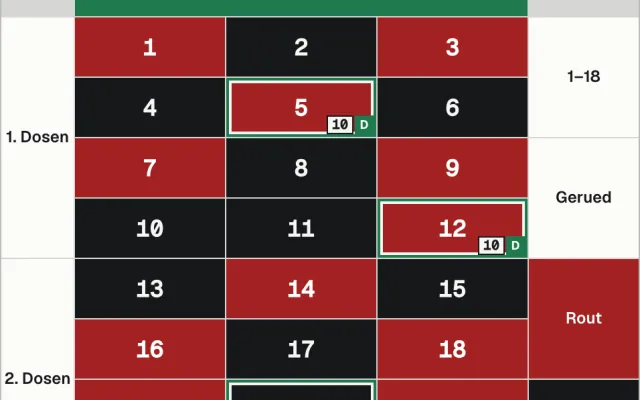 1 2 3
1–18
4 5 6
10 D
1. Dosen
7 8 9
Gerued
10 11 12
10 D
13 14 15
Rout
16 17 18
2. Dosen